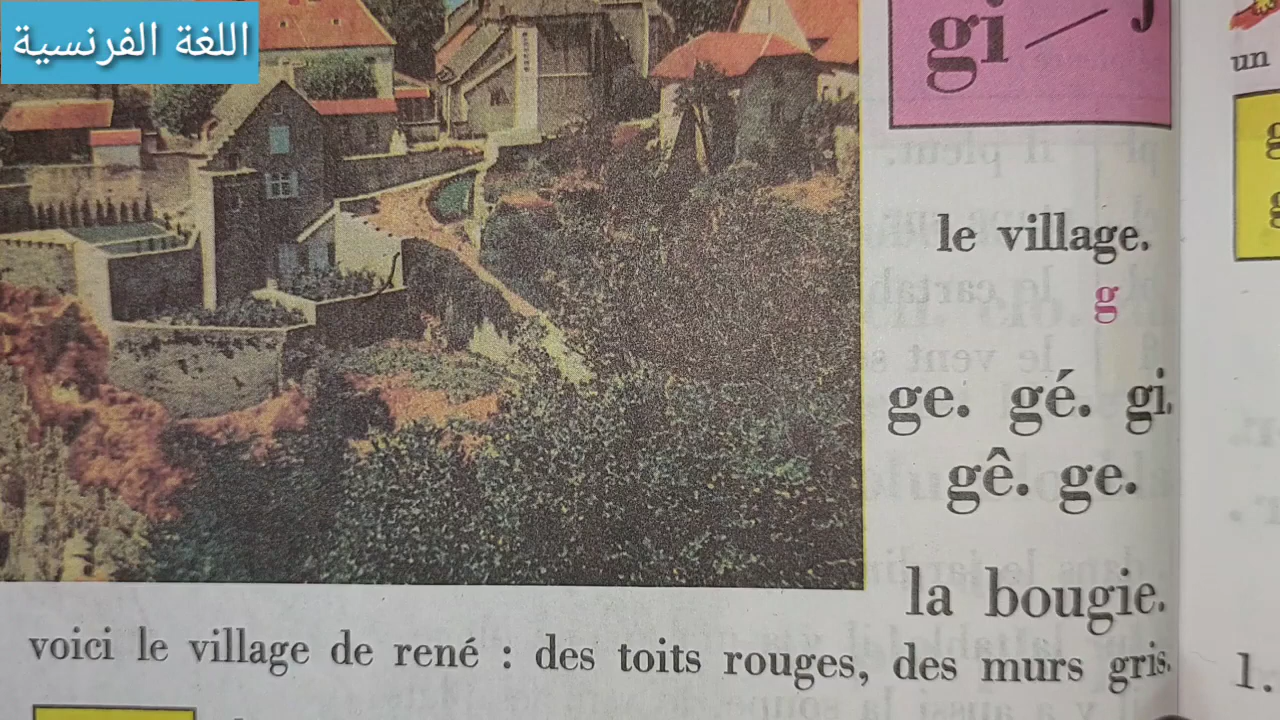 اللغة الفرنسية
gi / j
un
le village.
g
ge. gé. gi.
gê. ge.
la bougie.
voici le village de rené : des toits rouges, des murs gris.
1.